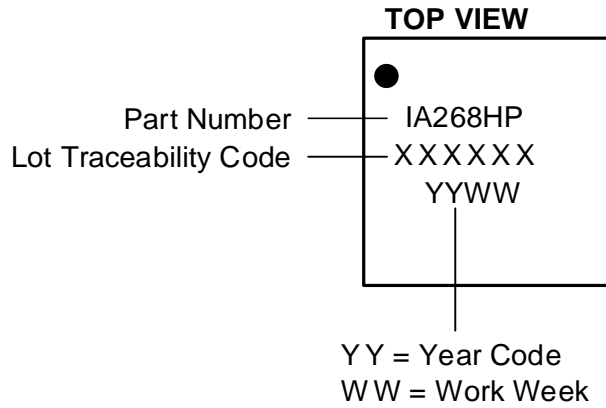 TOP VIEW
Part Number
IA268HP
Lot Traceability Code
XXXXXX
YYWW
YY = Year Code
WW = Work Week